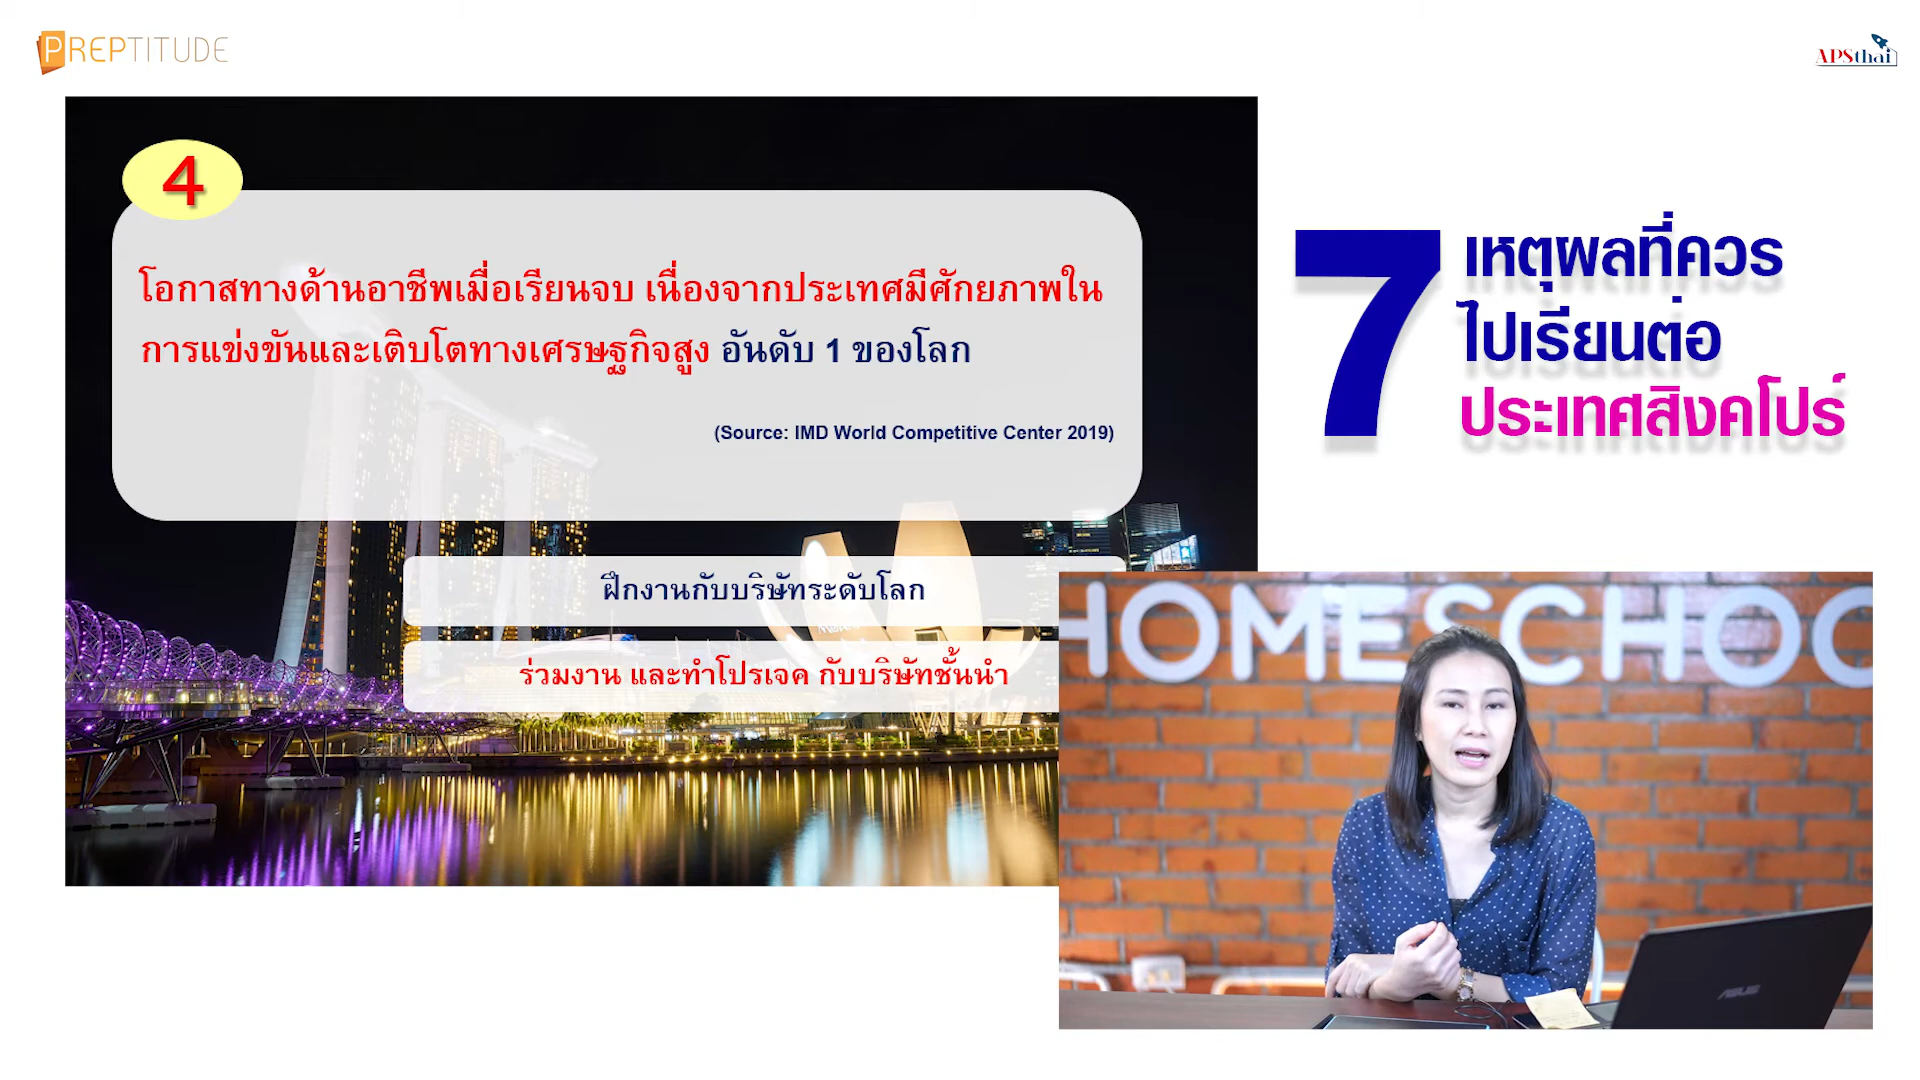 PREPTITUDE
APSthai
4
โอกาสทางด้านอาชีพเมื่อเรียนจบ เนื่องจากประเทศมีศักยภาพใน
การแข่งขันและเติบโตทางเศรษฐกิจสูง อันดับ 1 ของโลก
(Source: IMD World Competitive Center 2019)
ฝึกงานกับบริษัทระดับโลก
ร่วมงาน และทำโปรเจค กับบริษัทชั้นนำ
7
เหตุผลที่ควร
ไปเรียนต่อ
ประเทศสิงคโปร์
HOMESCHOO
ASUS